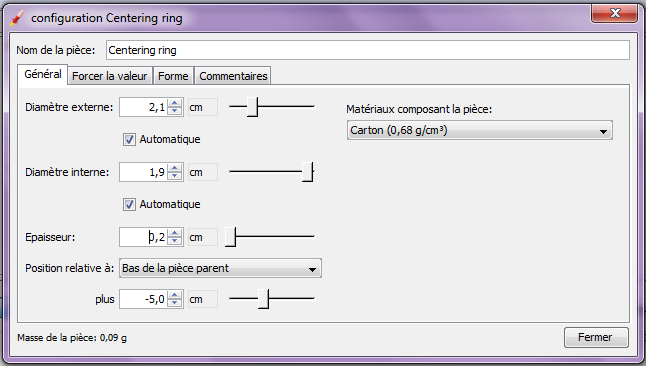 configuration Centering ring
Nom de la pièce: Centering ring
Général Forcer la valeur Forme Commentaires
Diamètre externe: 2,1 cm
Matériaux composant la pièce:
Carton (0,68 g/cm³)
Automatique
Diamètre interne: 1,9 cm
Automatique
Epaisseur: 0,2 cm
Position relative à: Bas de la pièce parent
plus -5,0 cm
Masse de la pièce: 0,09 g
Fermer